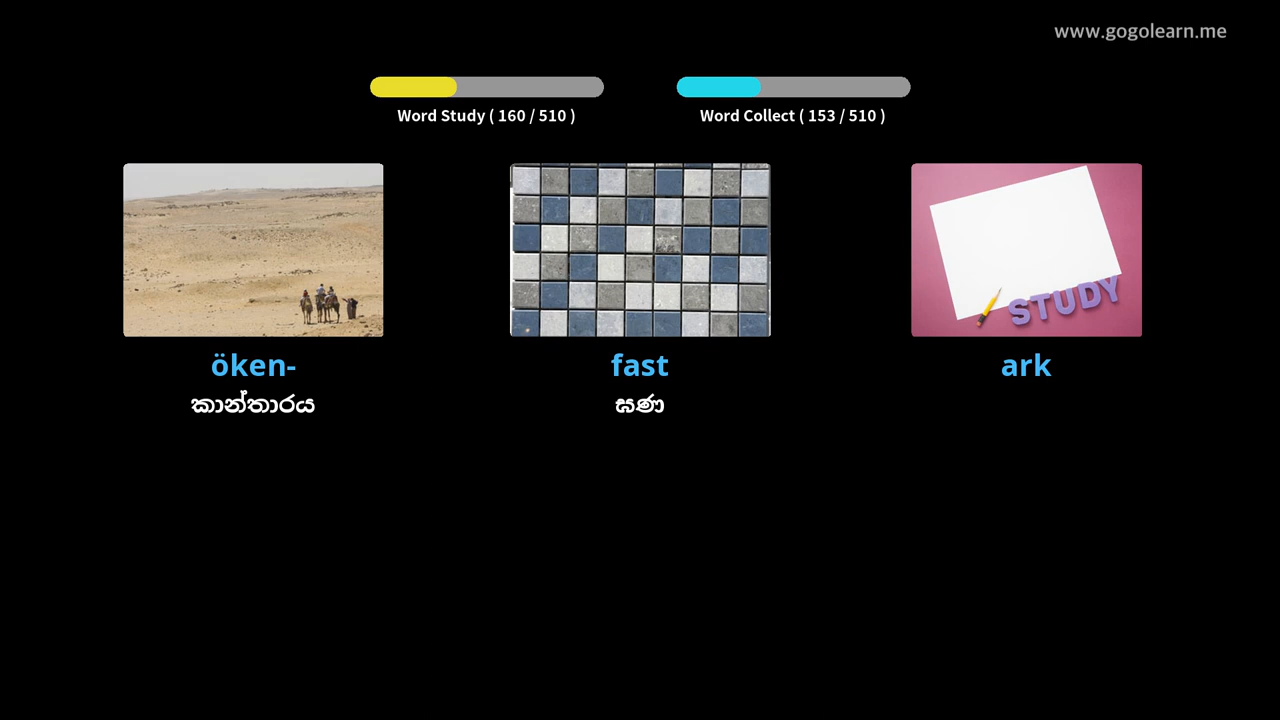 www.gogolearn.me
Word Study ( 160 / 510 )
Word Collect ( 153 / 510 )
STUDY
öken-
fast
ark
කාන්තාරය
ඝණ